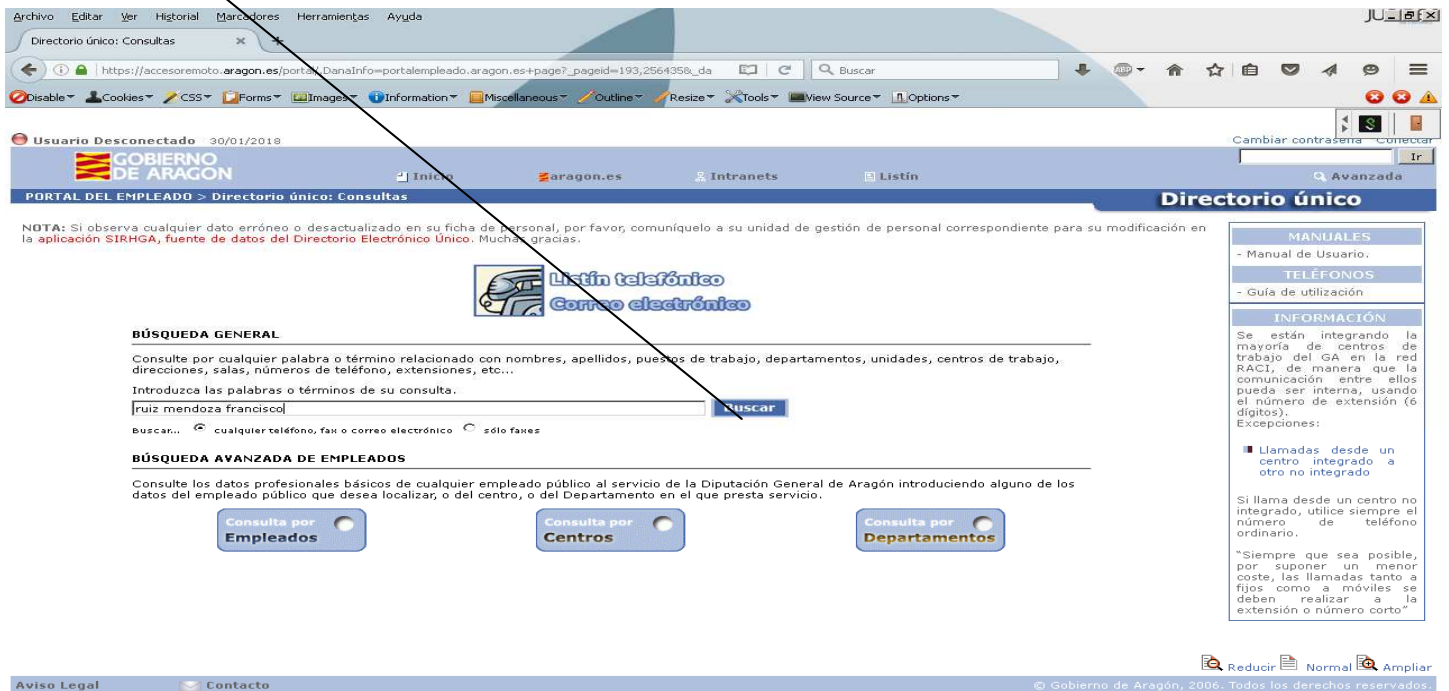 Archivo Editar Ver Historial Marcadores Herramientas Ayuda
Directorio único: Consultas
https://accesoremoto.aragon.es/portal/,DanaInfo=portalempleado.aragon.es+page?_pageid=193,256435&_da
Buscar
Disable Cookies CSS Forms Images Information Miscellaneous Outline Resize Tools View Source Options
Usuario Desconectado 30/01/2018
Cambiar contraseña Conectar
GOBIERNO
DE ARAGON
Inicio aragon.es Intranets Listín
Ir
Avanzada
PORTAL DEL EMPLEADO > Directorio único: Consultas
Directorio único
NOTA: Si observa cualquier dato erróneo o desactualizado en su ficha de personal, por favor, comuníquelo a su unidad de gestión de personal correspondiente para su modificación en
la aplicación SIRHGA, fuente de datos del Directorio Electrónico Único. Muchas gracias.
Listín telefónico
Correo electrónico
BÚSQUEDA GENERAL
Consulte por cualquier palabra o término relacionado con nombres, apellidos, puestos de trabajo, departamentos, unidades, centros de trabajo,
direcciones, salas, números de teléfono, extensiones, etc...
Introduzca las palabras o términos de su consulta.
ruiz mendoza francisco
Buscar
Buscar... cualquier teléfono, fax o correo electrónico sólo faxes
BÚSQUEDA AVANZADA DE EMPLEADOS
Consulte los datos profesionales básicos de cualquier empleado público al servicio de la Diputación General de Aragón introduciendo alguno de los
datos del empleado público que desea localizar, o del centro, o del Departamento en el que presta servicio.
Consulta por
Empleados
Consulta por
Centros
Consulta por
Departamentos
MANUALES
- Manual de Usuario.
TELÉFONOS
- Guía de utilización
INFORMACIÓN
Se están integrando la
mayoría de centros de
trabajo del GA en la red
RACI, de manera que la
comunicación entre ellos
pueda ser interna, usando
el número de extensión (6
dígitos).
Excepciones:
Llamadas desde un
centro integrado a
otro no integrado
Si llama desde un centro no
integrado, utilice siempre el
número de teléfono
ordinario.
"Siempre que sea posible,
por suponer un menor
coste, las llamadas tanto a
fijos como a móviles se
deben realizar a la
extensión o número corto"
Reducir Normal Ampliar
Aviso Legal Contacto
© Gobierno de Aragón, 2006. Todos los derechos reservados.